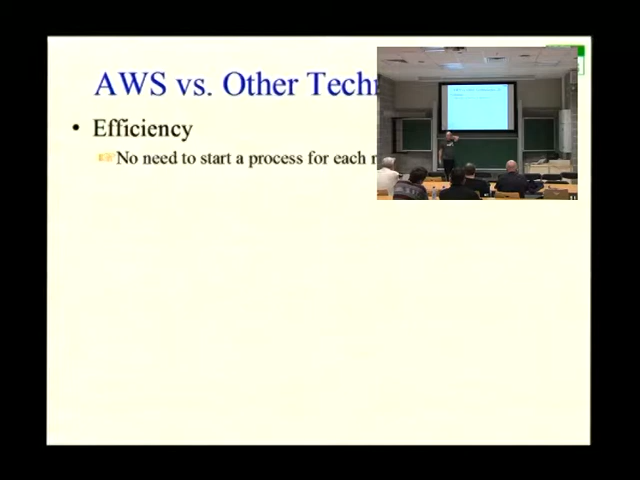 AWS vs. Other Techn
• Efficiency
No need to start a process for each